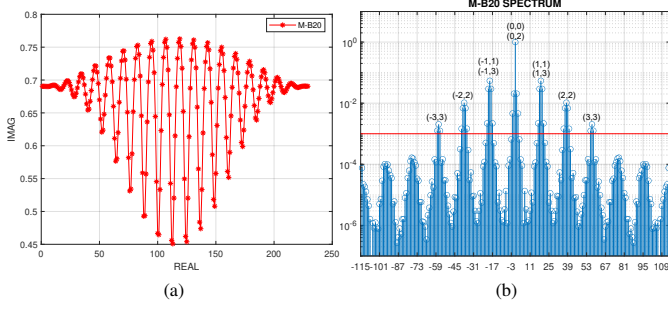 M-B20
0.8
0.75
0.7
0.65
0.6
0.55
0.5
0.45
IMAG
0 50 100 150 200 250
REAL
(a)
M-B20 SPECTRUM
10^0
10^-2
10^-4
10^-6
(0,0)
(0,2)
(-1,1)
(-1,3)
(1,1)
(1,3)
(-2,2)
(2,2)
(-3,3)
(3,3)
-115 -101 -87 -73 -59 -45 -31 -17 -3 11 25 39 53 67 81 95 109
(b)